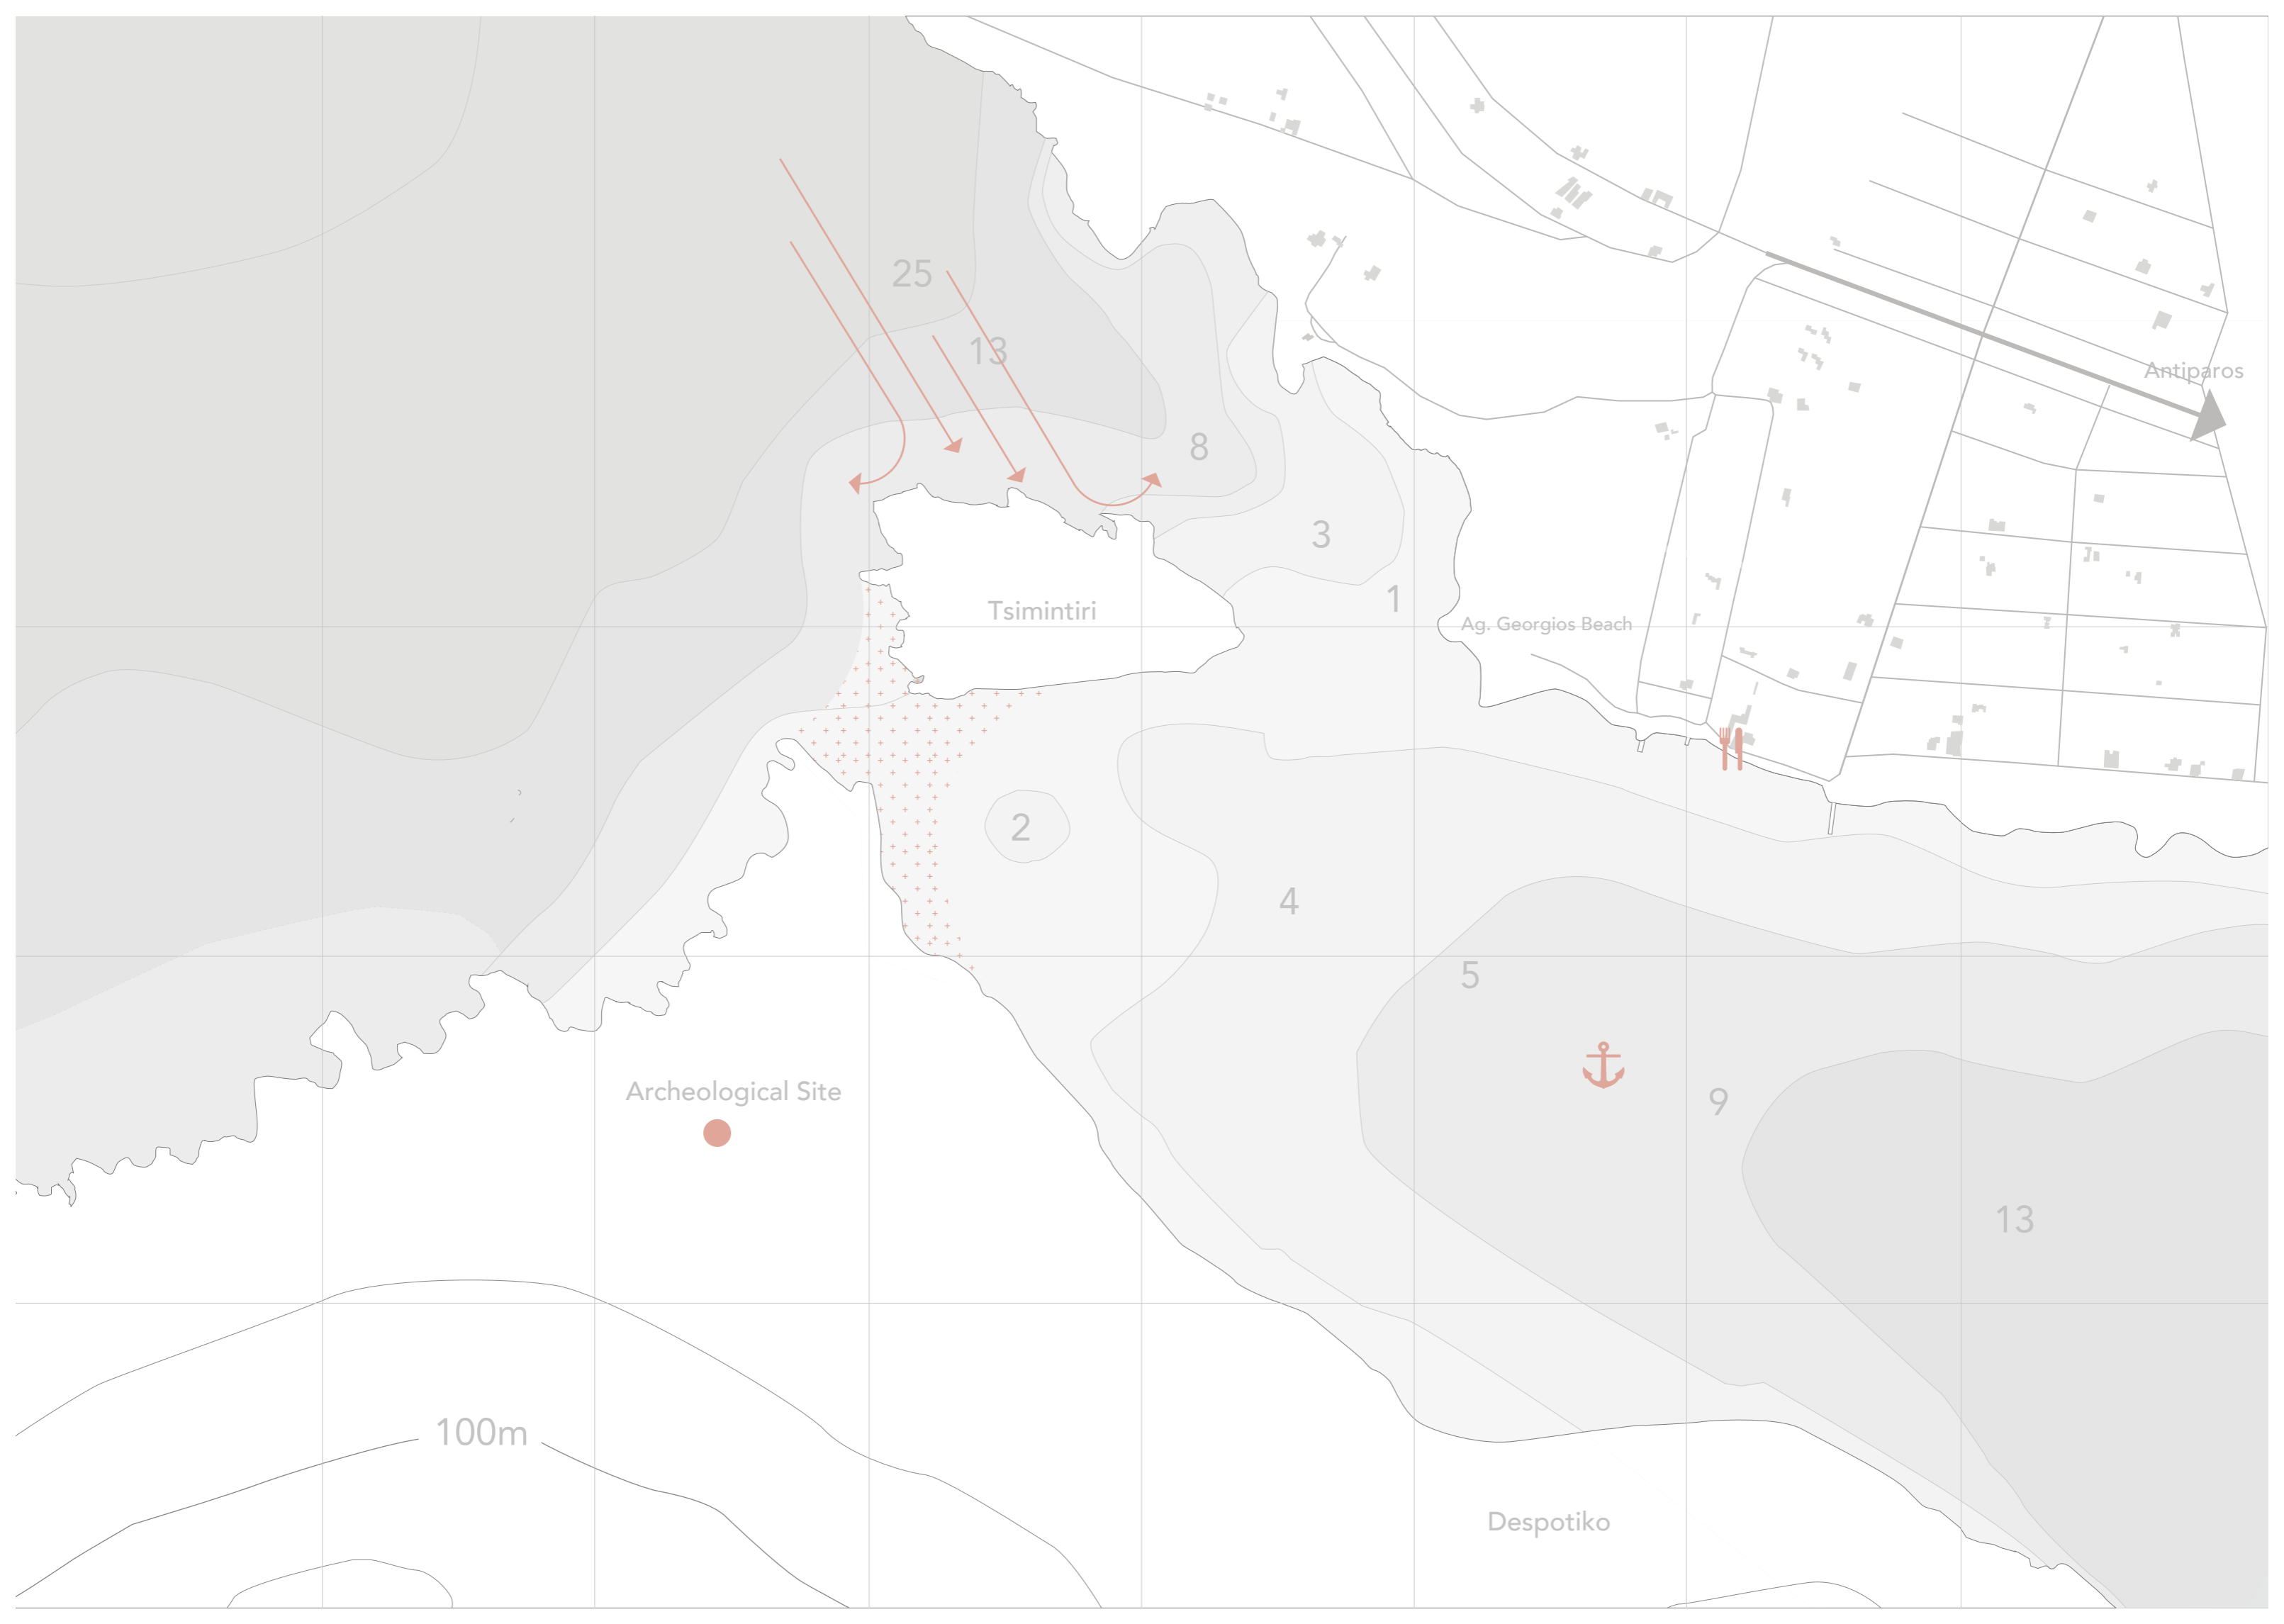 25
13
Antiparos
8
3
1
Tsimintiri
Ag. Georgios Beach
2
4
5
Archeological Site
9
13
100m
Despotiko